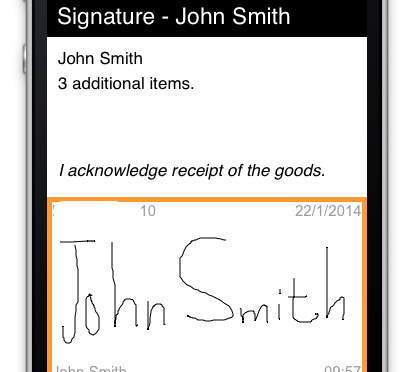 Signature - John Smith
John Smith
3 additional items.
I acknowledge receipt of the goods.
10 22/1/2014
John Smith
John Smith 09:57